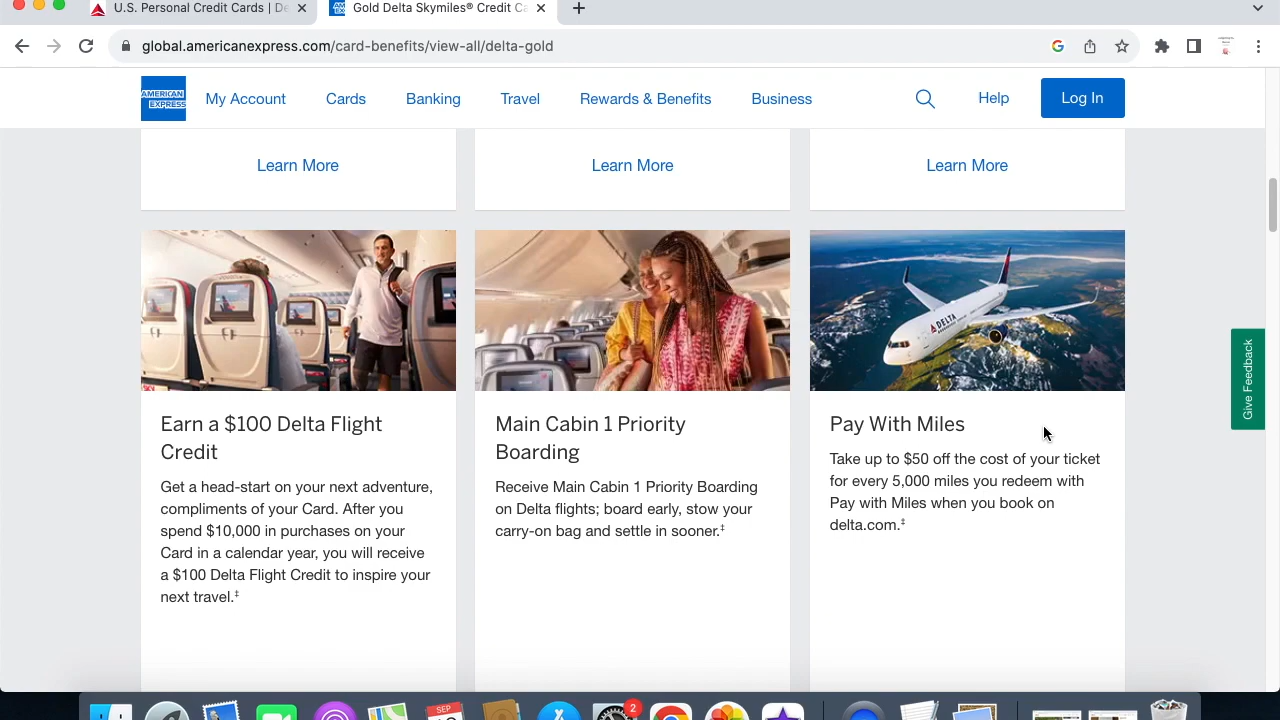 U.S. Personal Credit Cards | De
Gold Delta Skymiles® Credit Ca
global.americanexpress.com/card-benefits/view-all/delta-gold
AMERICAN
EXPRESS
My Account
Cards
Banking
Travel
Rewards & Benefits
Business
Help
Log In
Learn More
Learn More
Learn More
DELTA
Earn a $100 Delta Flight
Credit
Get a head-start on your next adventure,
compliments of your Card. After you
spend $10,000 in purchases on your
Card in a calendar year, you will receive
a $100 Delta Flight Credit to inspire your
next travel.‡
Main Cabin 1 Priority
Boarding
Receive Main Cabin 1 Priority Boarding
on Delta flights; board early, stow your
carry-on bag and settle in sooner.‡
Pay With Miles
Take up to $50 off the cost of your ticket
for every 5,000 miles you redeem with
Pay with Miles when you book on
delta.com.‡
Give Feedback
SEP
2